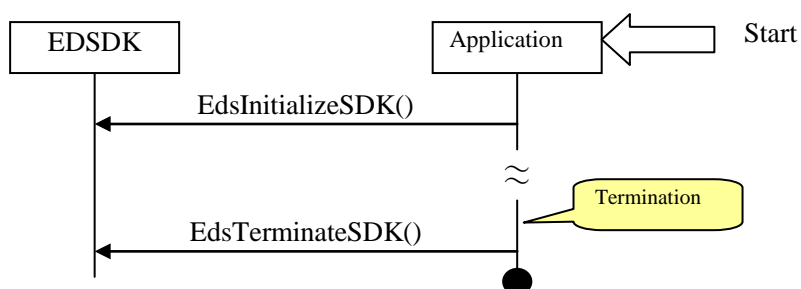 EDSDK
Application
Start
EdsInitializeSDK()
Termination
EdsTerminateSDK()